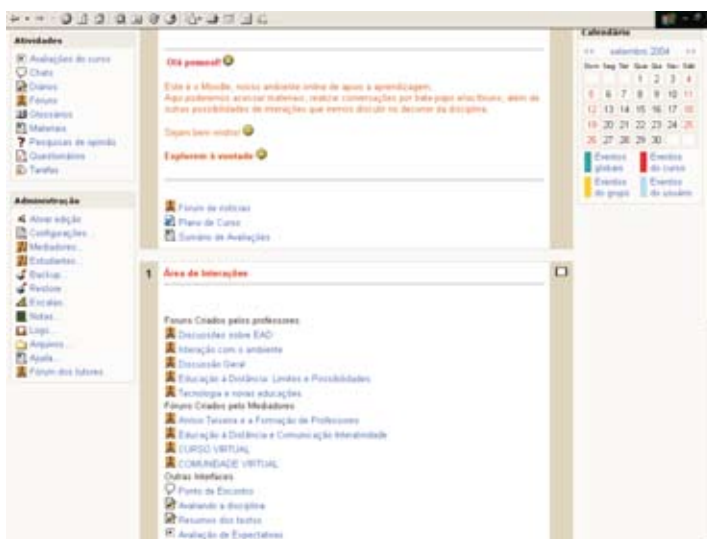 Atividades
Avaliações do curso
Chats
Diários
Fóruns
Glossários
Materiais
Pesquisas de opinião
Questionários
Tarefas
Administração
Ativar edição
Configurações...
Mediadores...
Estudantes...
Backup...
Restore...
Escalas...
Notas...
Logs...
Arquivos...
Ajuda...
Fórum dos tutores
Olá pessoal!
Este é o Moodle, nosso ambiente online de apoio a aprendizagem.
Aqui poderemos acessar materiais, realizar conversações por bate papo e/ou fóruns, além de
outras possibilidades de interações que iremos discutir no decorrer da disciplina.
Sejam bem vindos!
Explorem à vontade
Fórum de notícias
Plano de Curso
Sumário de Avaliações
1 Área de Interações
Fóruns Criados pelos professores:
Discussões sobre EAD
Interação com o ambiente
Discussão Geral
Educação à Distância: Limites e Possibilidades
Tecnologia e novas educações
Fóruns Criados pelo Mediadores
Anísio Teixeira e a Formação de Professores
Educação à Distância e Comunicação Interatividade
CURSO VIRTUAL
COMUNIDADE VIRTUAL
Outras Interfaces
Ponto de Encontro
Avaliando a disciplina
Resumos dos textos
Avaliação de Expectativas
Calendário
<< setembro 2004 >>
Dom Seg Ter Qua Qui Sex Sáb
1 2 3 4
5 6 7 8 9 10 11
12 13 14 15 16 17 18
19 20 21 22 23 24 25
26 27 28 29 30
Eventos globais
Eventos do curso
Eventos do grupo
Eventos do usuário